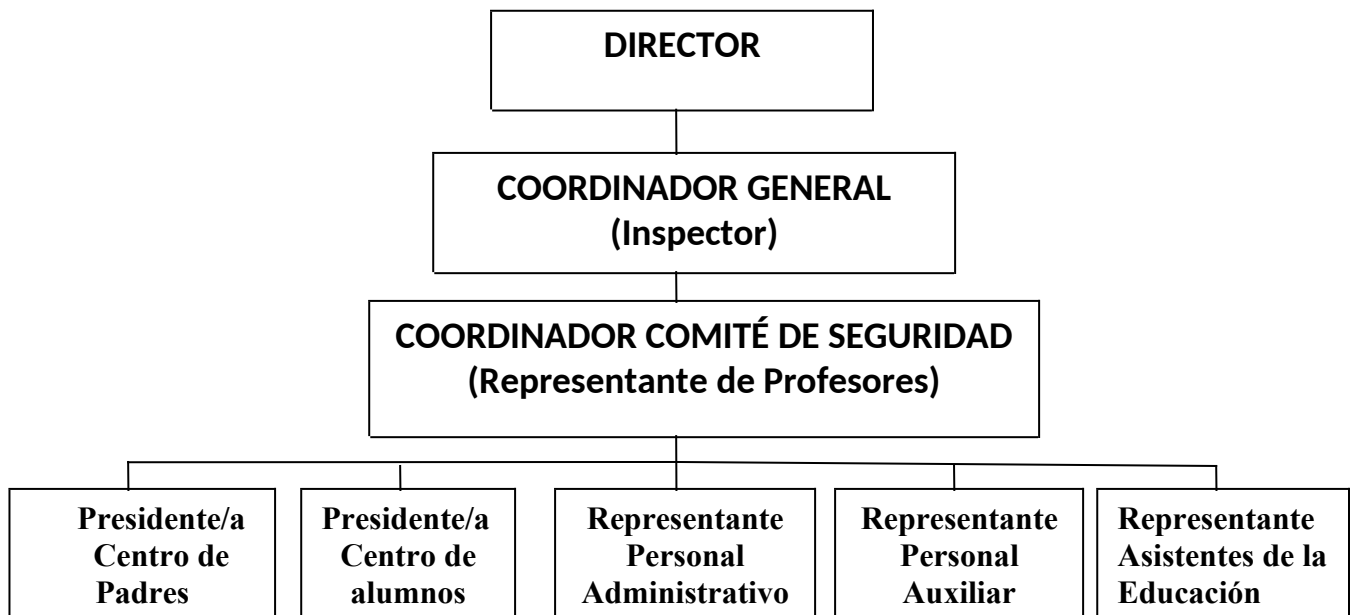 DIRECTOR
COORDINADOR GENERAL
(Inspector)
COORDINADOR COMITÉ DE SEGURIDAD
(Representante de Profesores)
Presidente/a
Centro de
Padres
Presidente/a
Centro de
alumnos
Representante
Personal
Administrativo
Representante
Personal
Auxiliar
Representante
Asistentes de la
Educación